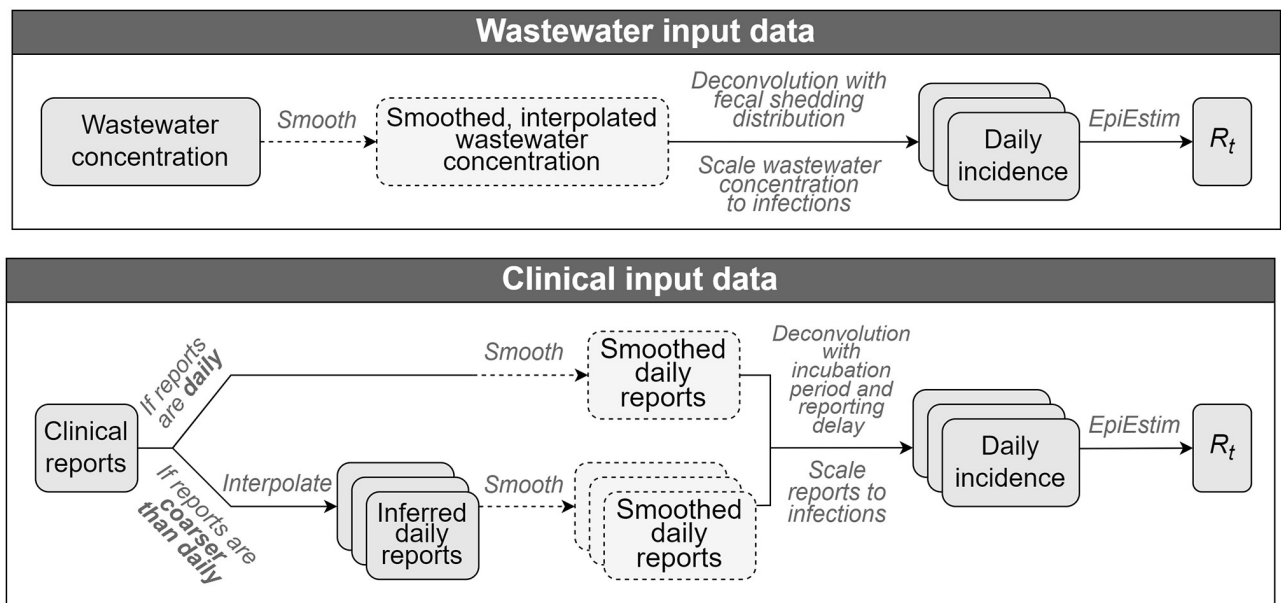 Wastewater input data
Wastewater
concentration
Smooth
Smoothed, interpolated
wastewater
concentration
Deconvolution with
fecal shedding
distribution
Scale wastewater
concentration
to infections
Daily
incidence
EpiEstim
Rt
Clinical input data
Clinical
reports
If reports
are daily
If reports are
coarser
than daily
Interpolate
Inferred
daily
reports
Smooth
Smoothed
daily
reports
Smooth
Smoothed
daily
reports
Deconvolution
with
incubation
period and
reporting
delay
Scale
reports to
infections
Daily
incidence
EpiEstim
Rt